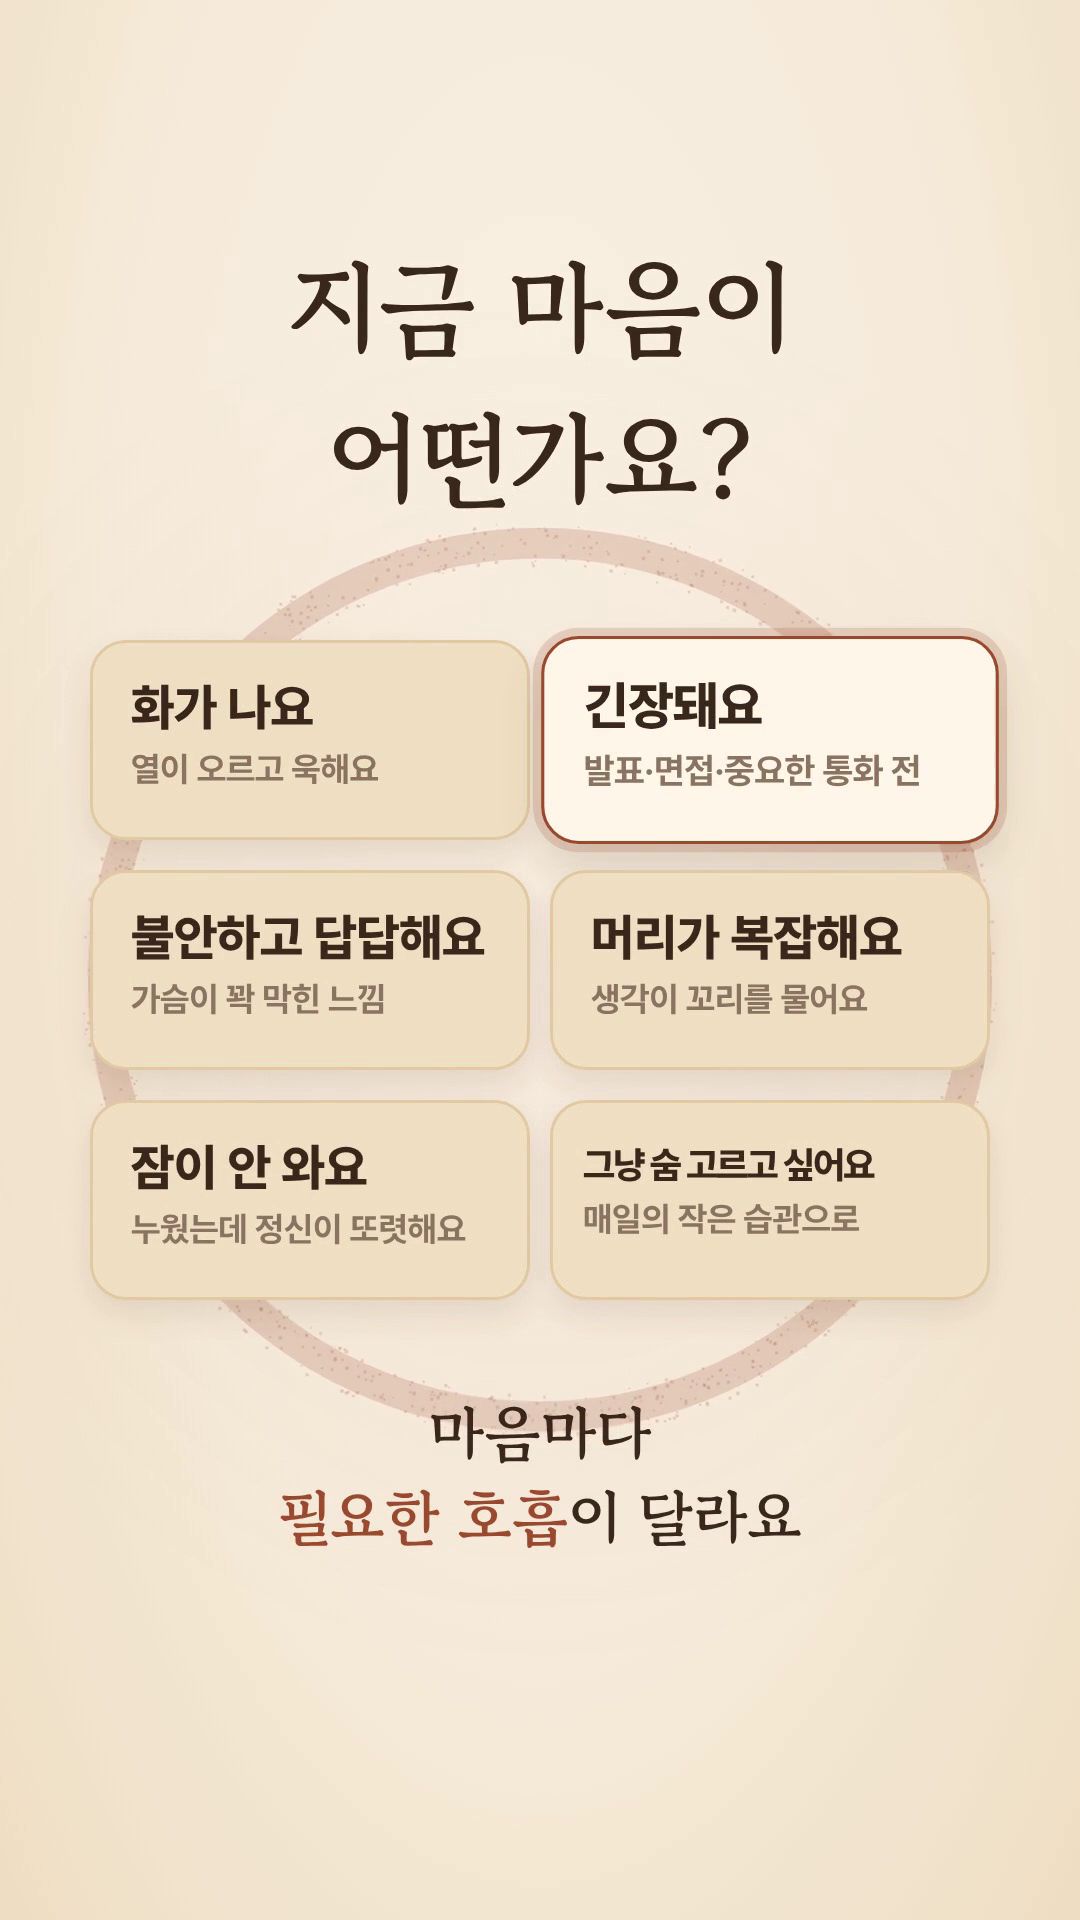 지금 마음이
어떤가요?
화가 나요
열이 오르고 욱해요
긴장돼요
발표·면접·중요한 통화 전
불안하고 답답해요
가슴이 꽉 막힌 느낌
머리가 복잡해요
생각이 꼬리를 물어요
잠이 안 와요
누웠는데 정신이 또렷해요
그냥 숨 고르고 싶어요
매일의 작은 습관으로
마음마다
필요한 호흡이 달라요